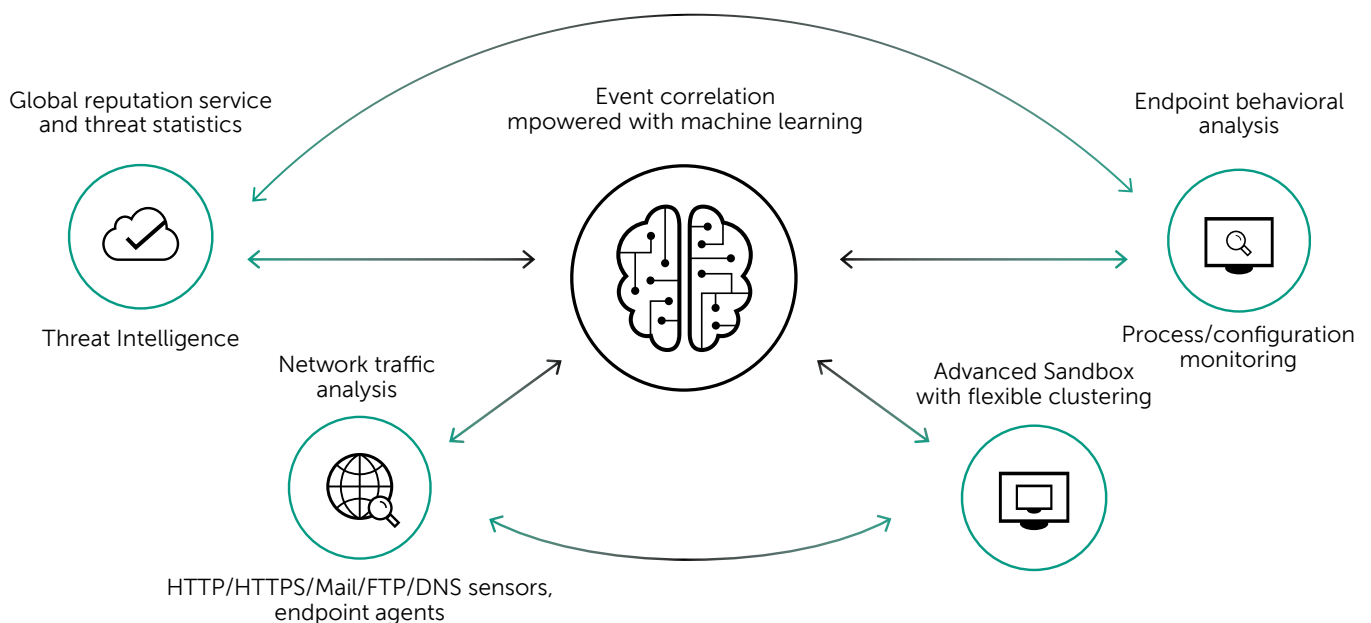 Global reputation service
and threat statistics
Threat Intelligence
Event correlation
mpowered with machine learning
Endpoint behavioral
analysis
Process/configuration
monitoring
Network traffic
analysis
HTTP/HTTPS/Mail/FTP/DNS sensors,
endpoint agents
Advanced Sandbox
with flexible clustering